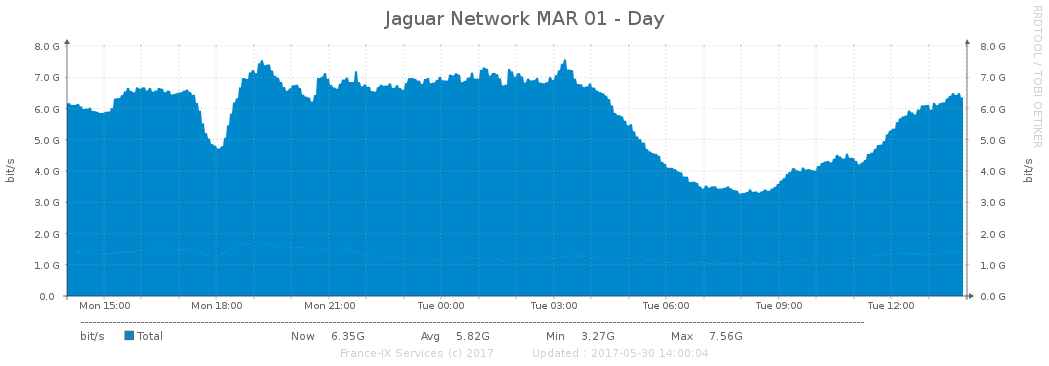 Jaguar Network MAR 01 - Day
RRDTOOL / TOBI OETIKER
8.0 G 8.0 G
7.0 G 7.0 G
6.0 G 6.0 G
5.0 G 5.0 G
4.0 G 4.0 G
3.0 G 3.0 G
2.0 G 2.0 G
1.0 G 1.0 G
0.0 0.0 G
bit/s bit/s
Mon 15:00 Mon 18:00 Mon 21:00 Tue 00:00 Tue 03:00 Tue 06:00 Tue 09:00 Tue 12:00
bit/s Total Now 6.35G Avg 5.82G Min 3.27G Max 7.56G
France-IX Services (c) 2017 Updated : 2017-05-30 14:00:04